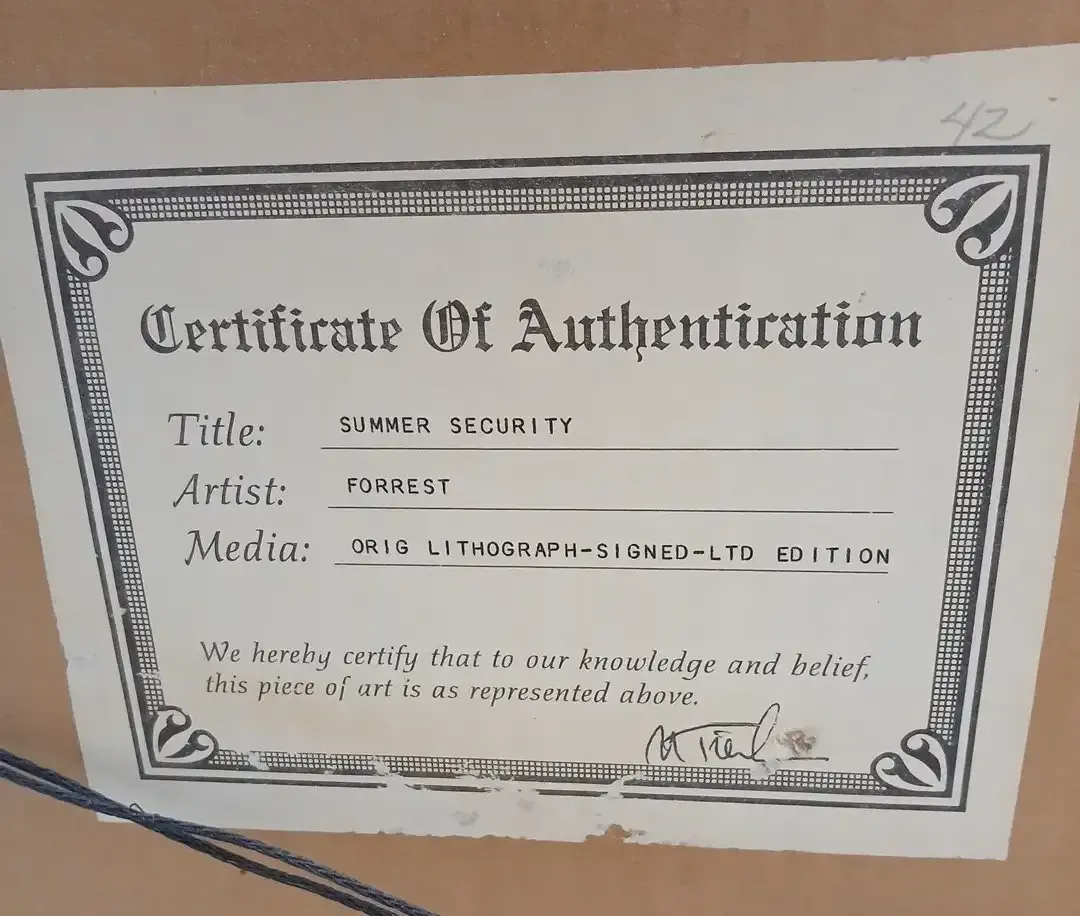 42
Certificate Of Authentication
Title: SUMMER SECURITY
Artist: FORREST
Media: ORIG LITHOGRAPH-SIGNED-LTD EDITION
We hereby certify that to our knowledge and belief,
this piece of art is as represented above.